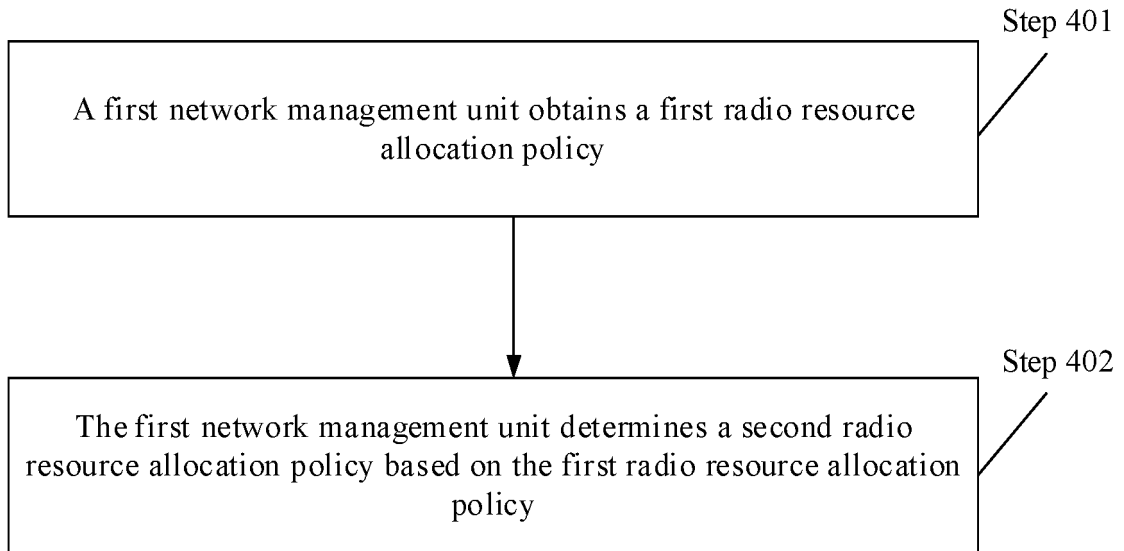 Step 401
A first network management unit obtains a first radio resource
allocation policy
Step 402
The first network management unit determines a second radio
resource allocation policy based on the first radio resource allocation
policy